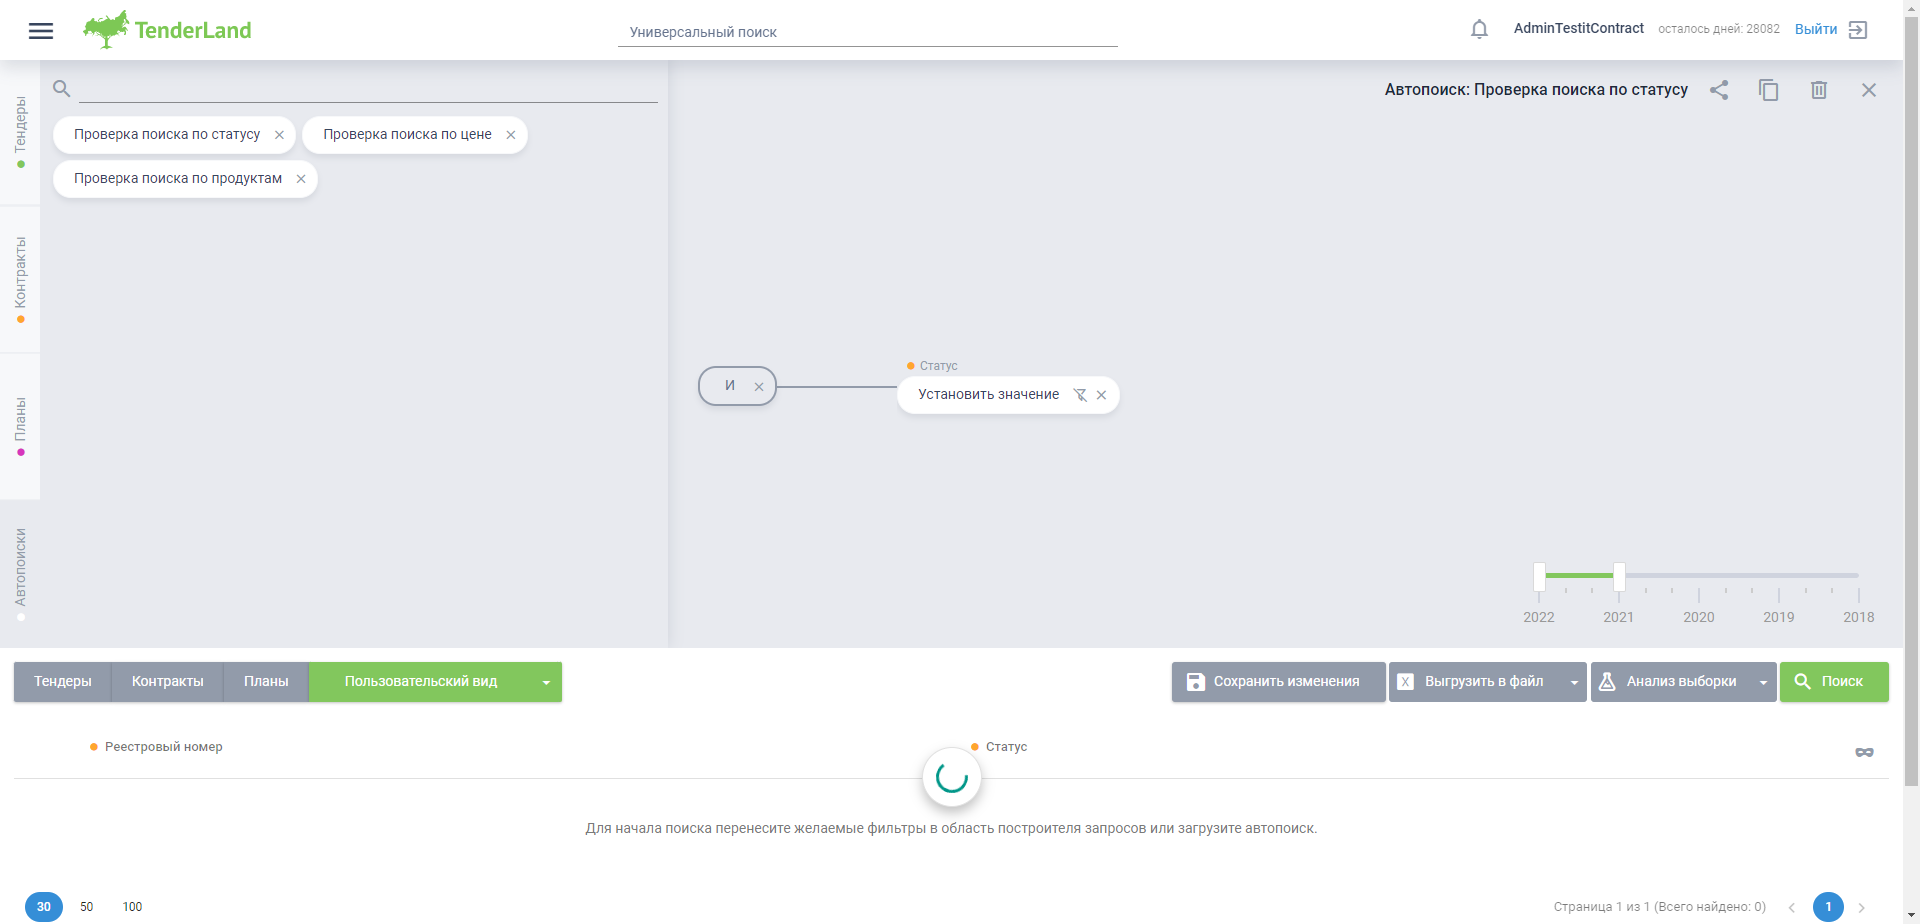 TenderLand
Универсальный поиск
AdminTestitContract
осталось дней: 28082
Выйти
Тендеры
Контракты
Планы
Автопоиски
Проверка поиска по статусу
Проверка поиска по цене
Проверка поиска по продуктам
Автопоиск: Проверка поиска по статусу
И
Статус
Установить значение
2022 2021 2020 2019 2018
Тендеры Контракты Планы Пользовательский вид
Сохранить изменения X Выгрузить в файл Анализ выборки Поиск
Реестровый номер Статус
Для начала поиска перенесите желаемые фильтры в область построителя запросов или загрузите автопоиск.
30 50 100
Страница 1 из 1 (Всего найдено: 0) 1